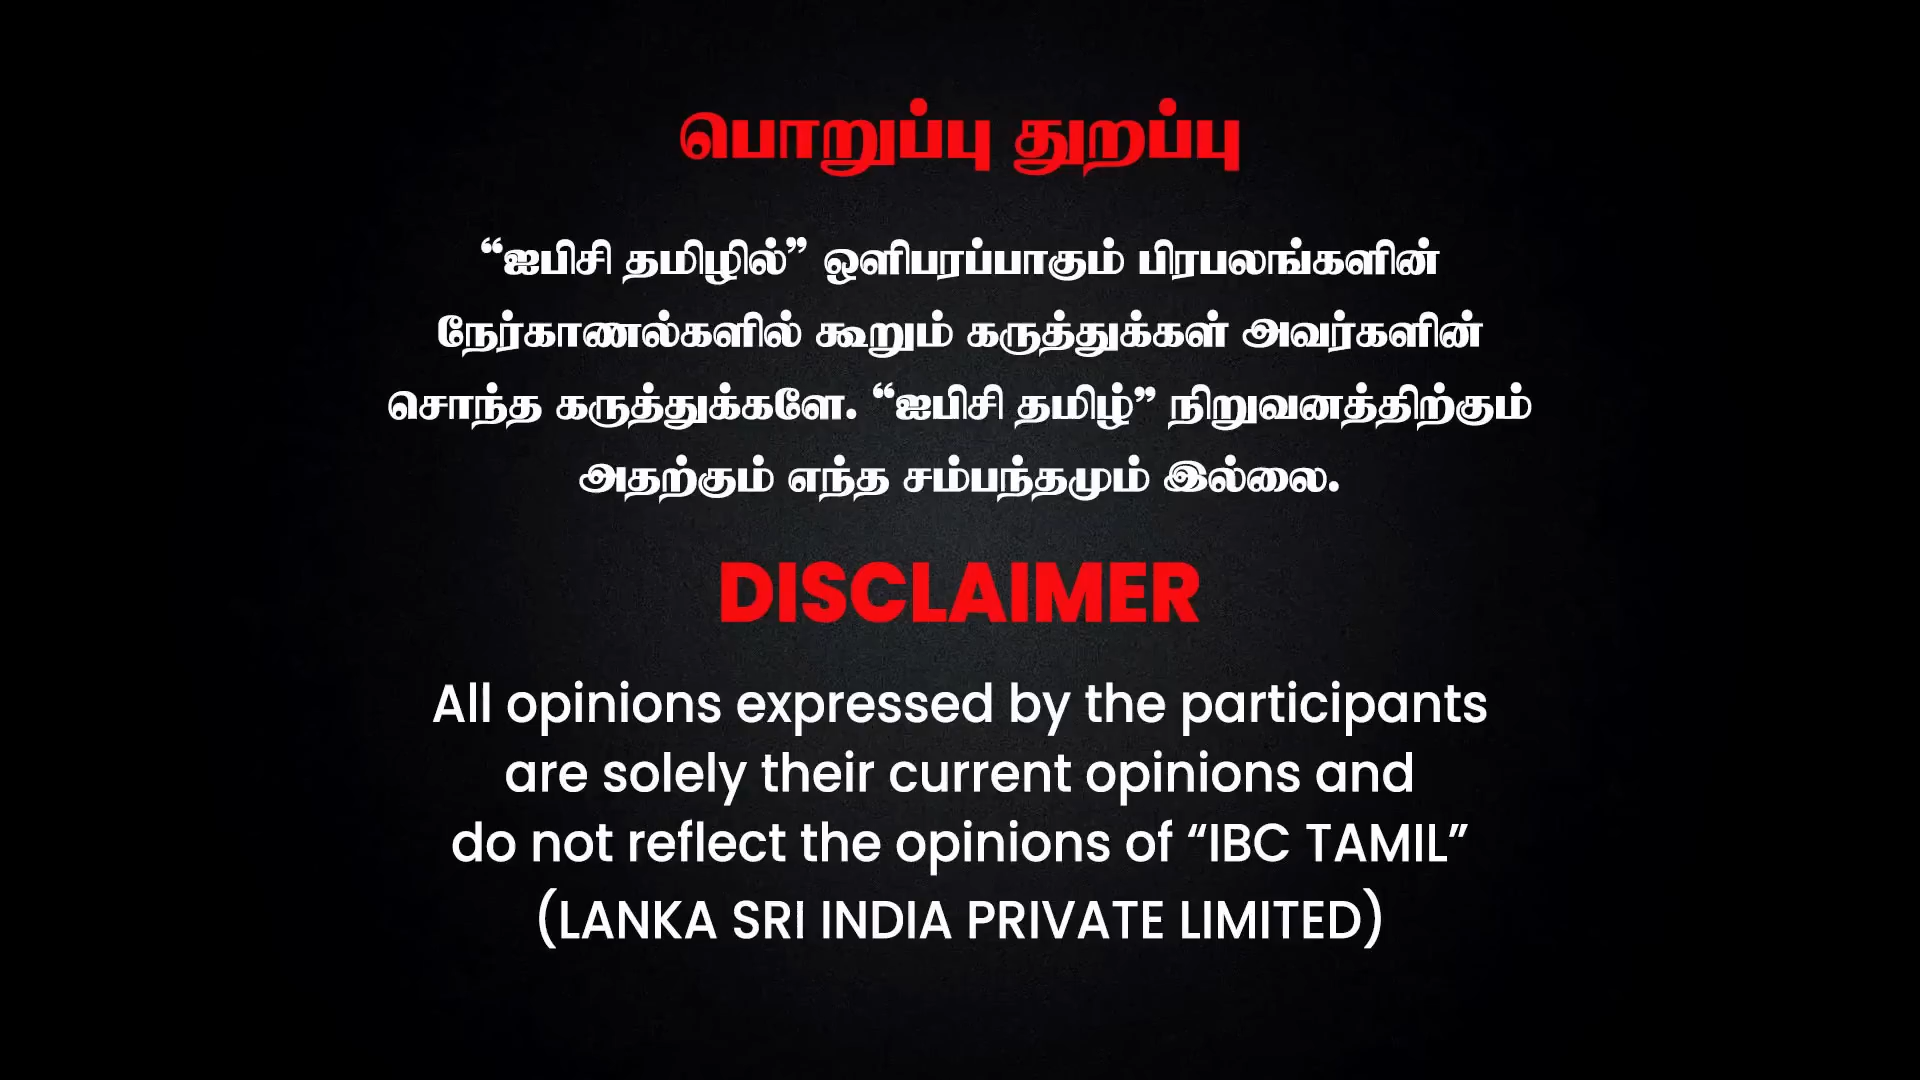 பொறுப்பு துறப்பு
“ஐபிசி தமிழில்” ஒளிபரப்பாகும் பிரபலங்களின்
நேர்காணல்களில் கூறும் கருத்துக்கள் அவர்களின்
சொந்த கருத்துக்களே. “ஐபிசி தமிழ்” நிறுவனத்திற்கும்
அதற்கும் எந்த சம்பந்தமும் இல்லை.
DISCLAIMER
All opinions expressed by the participants
are solely their current opinions and
do not reflect the opinions of “IBC TAMIL”
(LANKA SRI INDIA PRIVATE LIMITED)